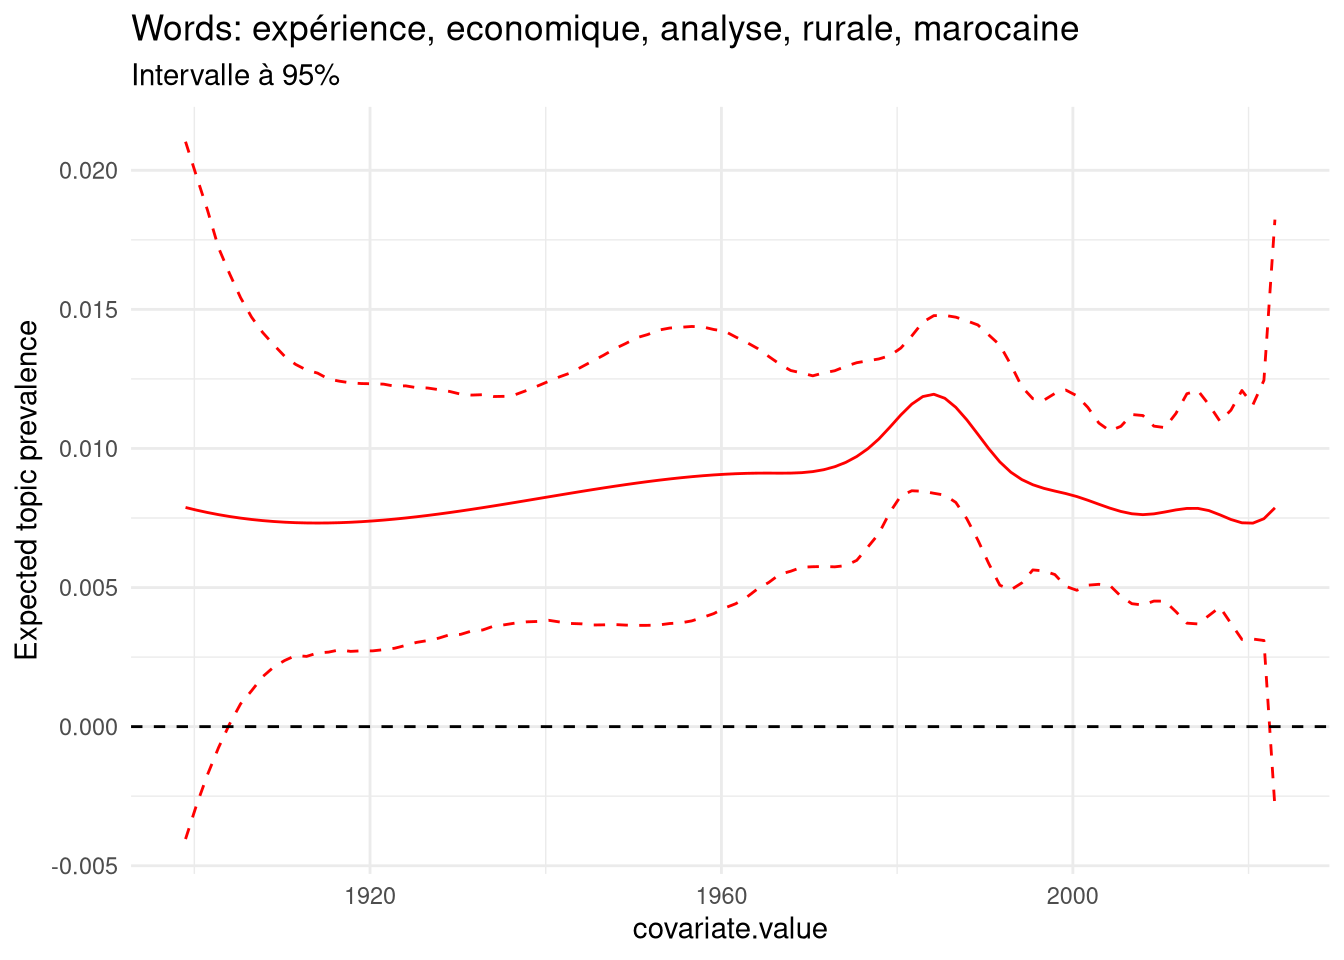 Words: expérience, economique, analyse, rurale, marocaine
Intervalle à 95%
Expected topic prevalence
0.020
0.015
0.010
0.005
0.000
-0.005
1920 1960 2000
covariate.value